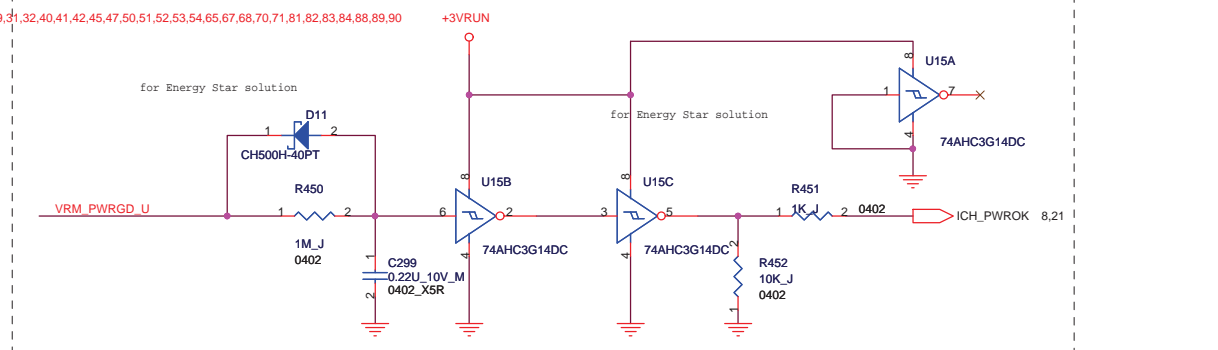 ,31,32,40,41,42,45,47,50,51,52,53,54,65,67,68,70,71,81,82,83,84,88,89,90
+3VRUN
8
U15A
1
7
4
74AHC3G14DC
for Energy Star solution
for Energy Star solution
D11
1
2
CH500H-40PT
VRM_PWRGD_U
R450
1
2
1M_J
0402
1
C299
0.22U_10V_M
0402_X5R
2
8
U15B
6
2
4
74AHC3G14DC
8
U15C
3
5
4
74AHC3G14DC
R451
1
1K_J
2
0402
ICH_PWROK 8,21
2
R452
10K_J
0402
1